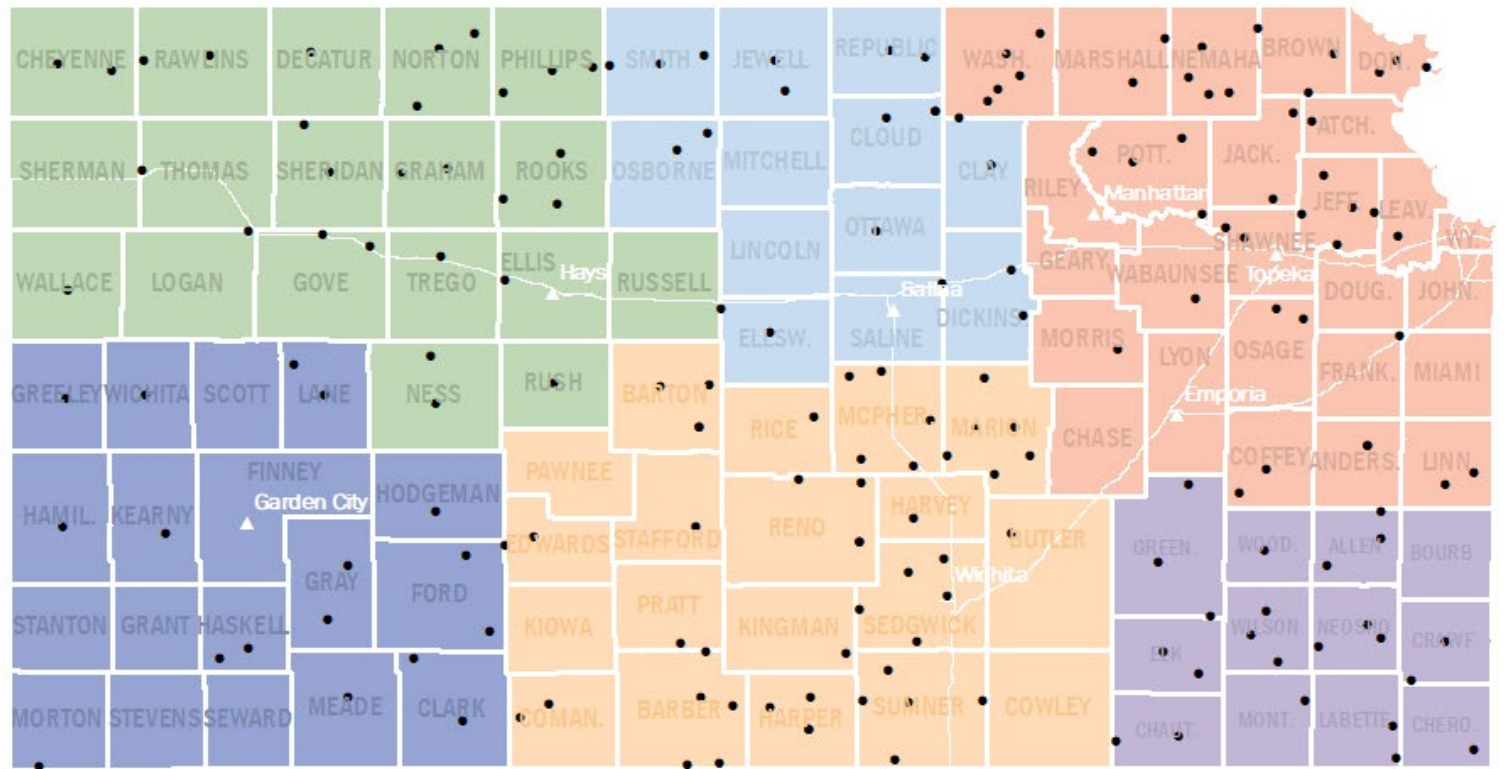 CHEYENNE RAWLINS DECATUR NORTON PHILLIPS SMITH JEWELL REPUBLIC WASH. MARSHALL NEMAHA BROWN DON.
SHERMAN THOMAS SHERIDAN GRAHAM ROOKS OSBORNE MITCHELL CLOUD CLAY RILEY POTT. JACK. ATCH.
JEFF. LEAV.
Manhattan
WALLACE LOGAN GOVE TREGO ELLIS RUSSELL LINCOLN OTTAWA GEARY WABAUNSEE SHAWNEE WY.
Hays Salina Topeka
DICKINS. DOUG. JOHN.
ELLSW. SALINE MORRIS LYON OSAGE FRANK. MIAMI
GREELEY WICHITA SCOTT LANE NESS RUSH BARTON RICE MCPHER. MARION CHASE
Emporia
COFFEY ANDERS. LINN
HAMIL. KEARNY FINNEY HODGEMAN PAWNEE
Garden City
EDWARDS STAFFORD RENO HARVEY BUTLER GREEN. WOOD. ALLEN BOURB.
GRAY FORD
Wichita
STANTON GRANT HASKELL KIOWA PRATT KINGMAN SEDGWICK ELK WILSON NEOSHO CRAWF.
MORTON STEVENS SEWARD MEADE CLARK COMAN. BARBER HARPER SUMNER COWLEY CHAUT. MONT. LABETTE CHERO.